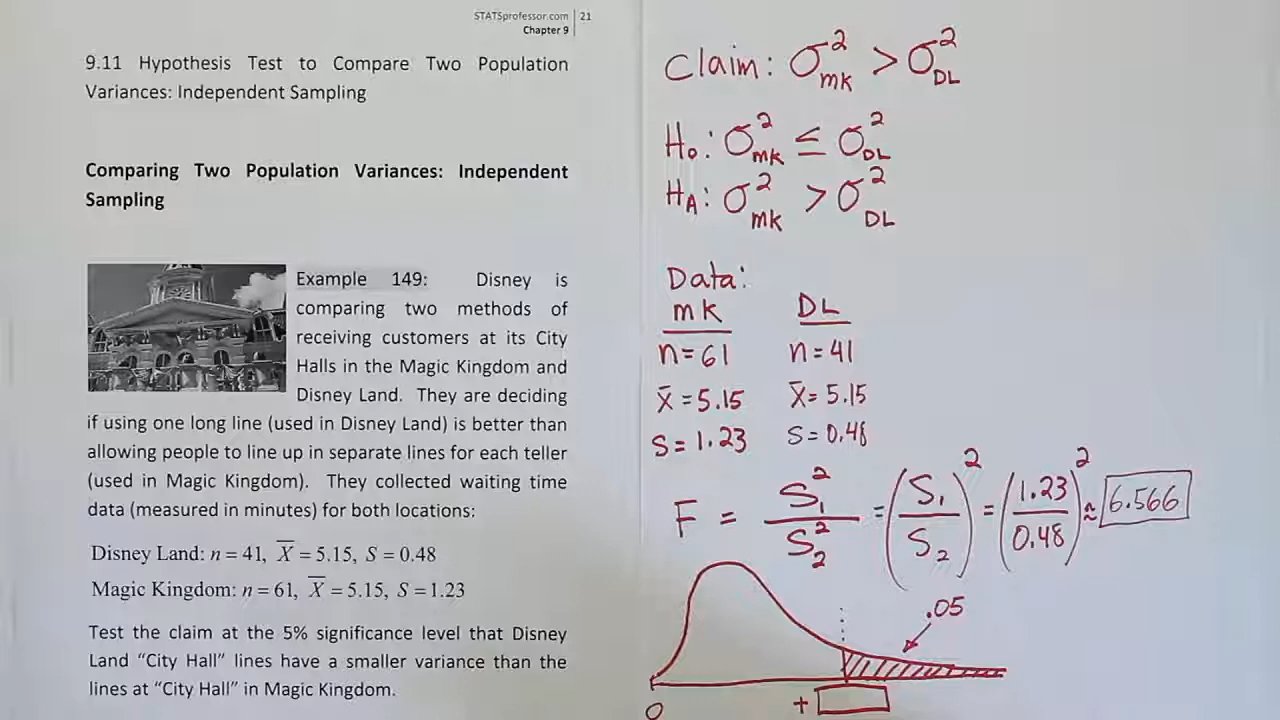 STATSprofessor.com 21
Chapter 9
9.11 Hypothesis Test to Compare Two Population
Variances: Independent Sampling
Comparing Two Population Variances: Independent
Sampling
Example 149: Disney is
comparing two methods of
receiving customers at its City
Halls in the Magic Kingdom and
Disney Land. They are deciding
if using one long line (used in Disney Land) is better than
allowing people to line up in separate lines for each teller
(used in Magic Kingdom). They collected waiting time
data (measured in minutes) for both locations:
Disney Land: n = 41, X̄ = 5.15, S = 0.48
Magic Kingdom: n = 61, X̄ = 5.15, S = 1.23
Test the claim at the 5% significance level that Disney
Land “City Hall” lines have a smaller variance than the
lines at “City Hall” in Magic Kingdom.
Claim: σ²mk > σ²DL
H₀: σ²mk ≤ σ²DL
HA: σ²mk > σ²DL
Data:
mk DL
n=61 n=41
x̄ =5.15 x̄= 5.15
S=1.23 S=0.48
F = S₁²/S₂² = (S₁/S₂)² = (1.23/0.48)² ≈ 6.566
.05
0 +